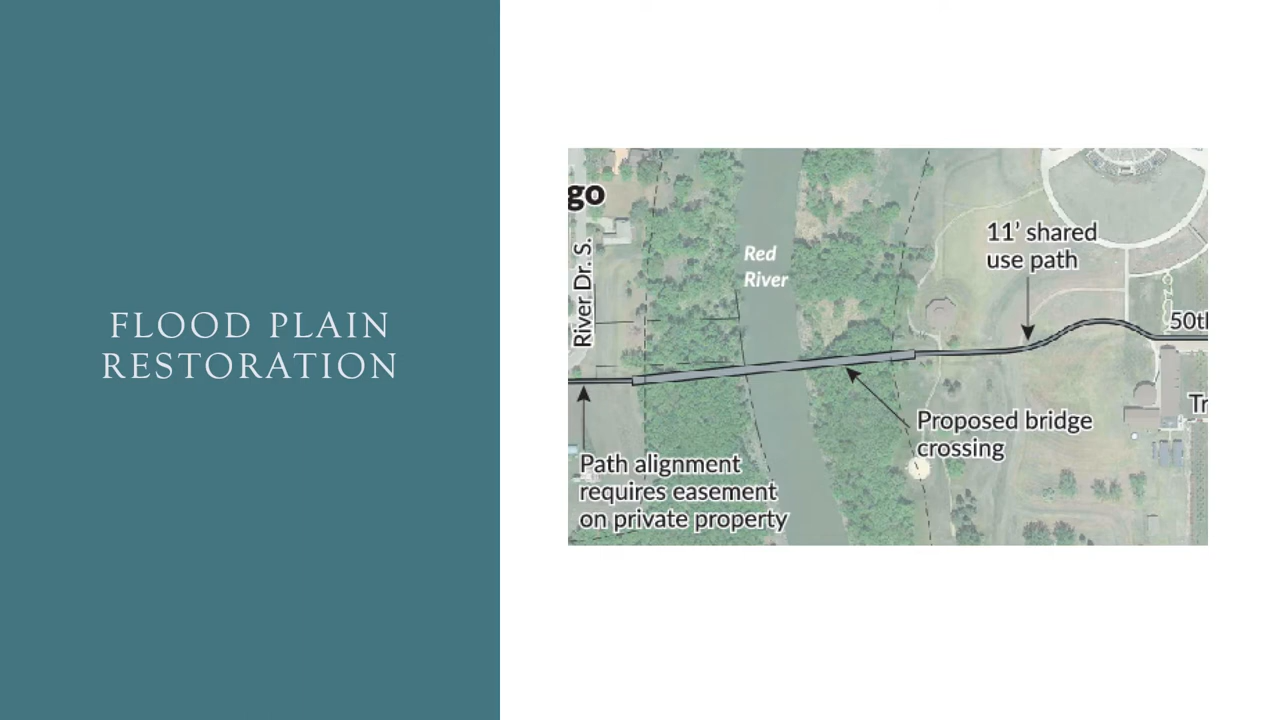 FLOOD PLAIN
RESTORATION
go
River Dr. S.
Red
River
11’ shared
use path
50th
Proposed bridge
crossing
Tr
Path alignment
requires easement
on private property